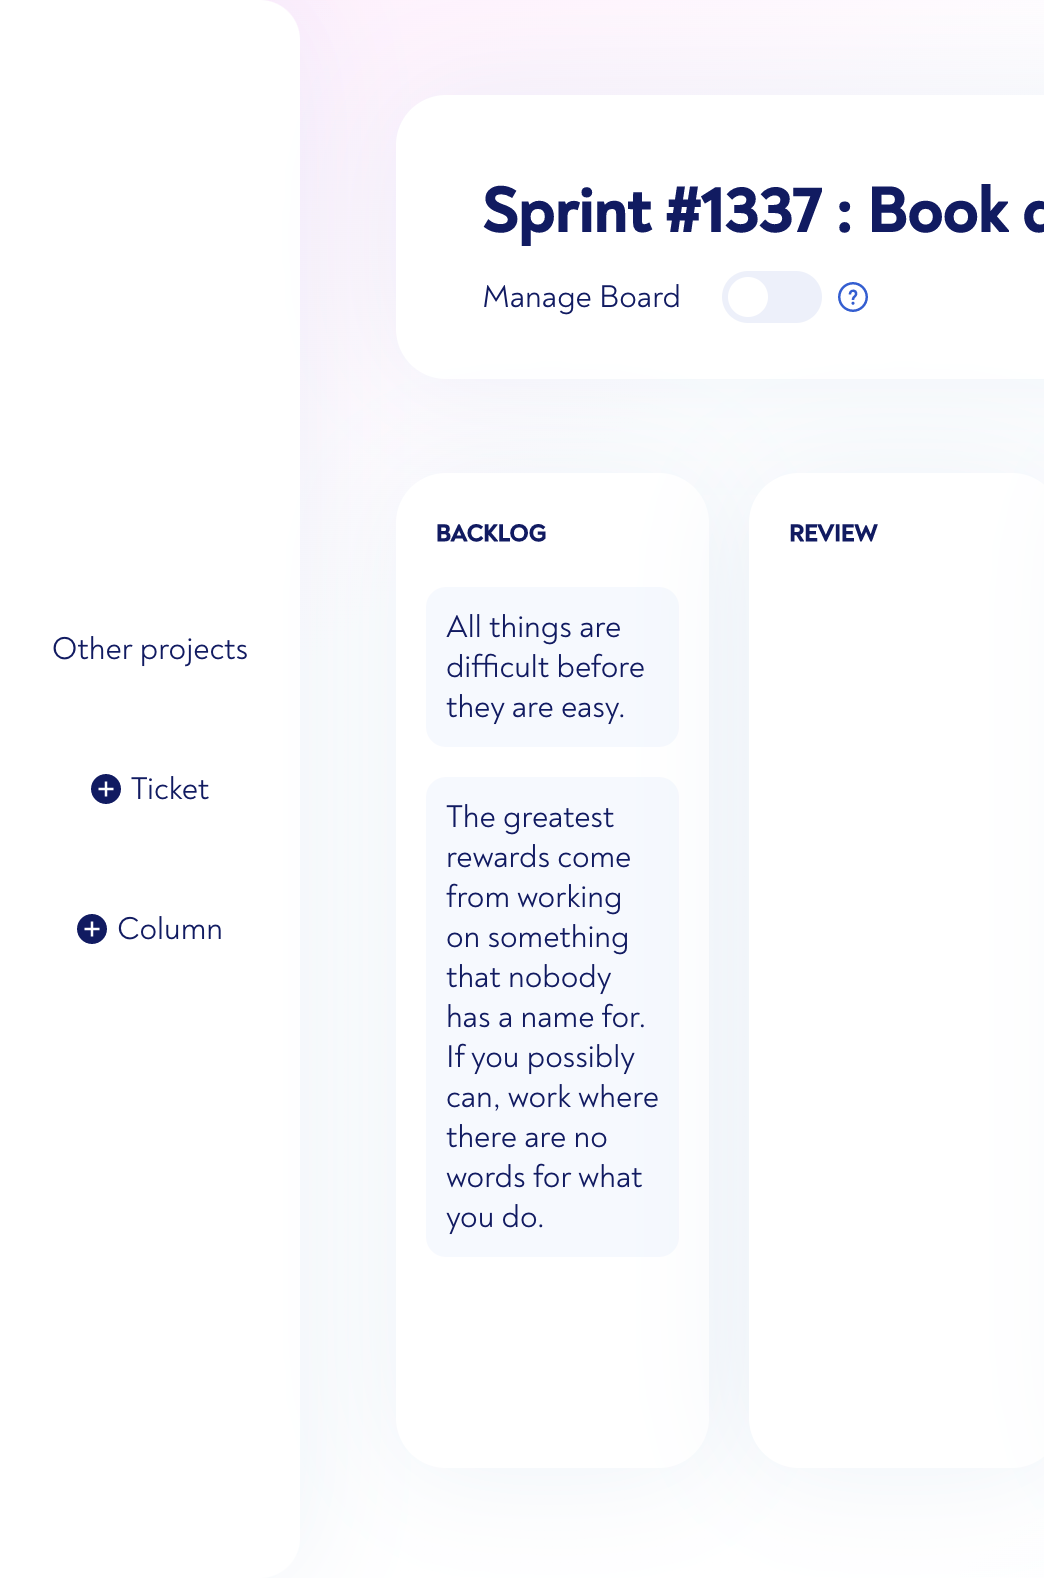 Sprint #1337 : Book
Manage Board
Other projects
Ticket
Column
BACKLOG
All things are
difficult before
they are easy.
The greatest
rewards come
from working
on something
that nobody
has a name for.
If you possibly
can, work where
there are no
words for what
you do.
REVIEW